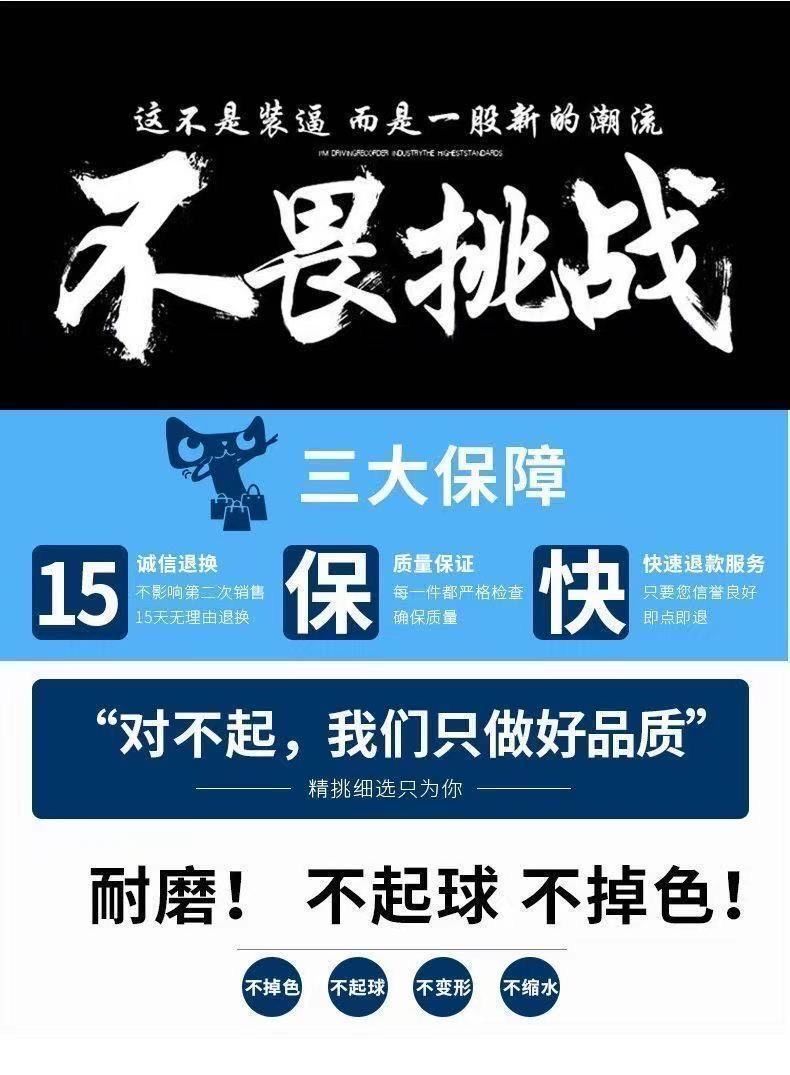 这不是装逼 而是一股新的潮流
I'M DRIVINGRECORDER INDUSTRYTHE HIGHESTSTANDARDS
不畏挑战
三大保障
15
诚信退换
不影响第二次销售
15天无理由退换
保
质量保证
每一件都严格检查
确保质量
快
快速退款服务
只要您信誉良好
即点即退
“对不起，我们只做好品质”
精挑细选只为你
耐磨！ 不起球 不掉色！
不掉色 不起球 不变形 不缩水